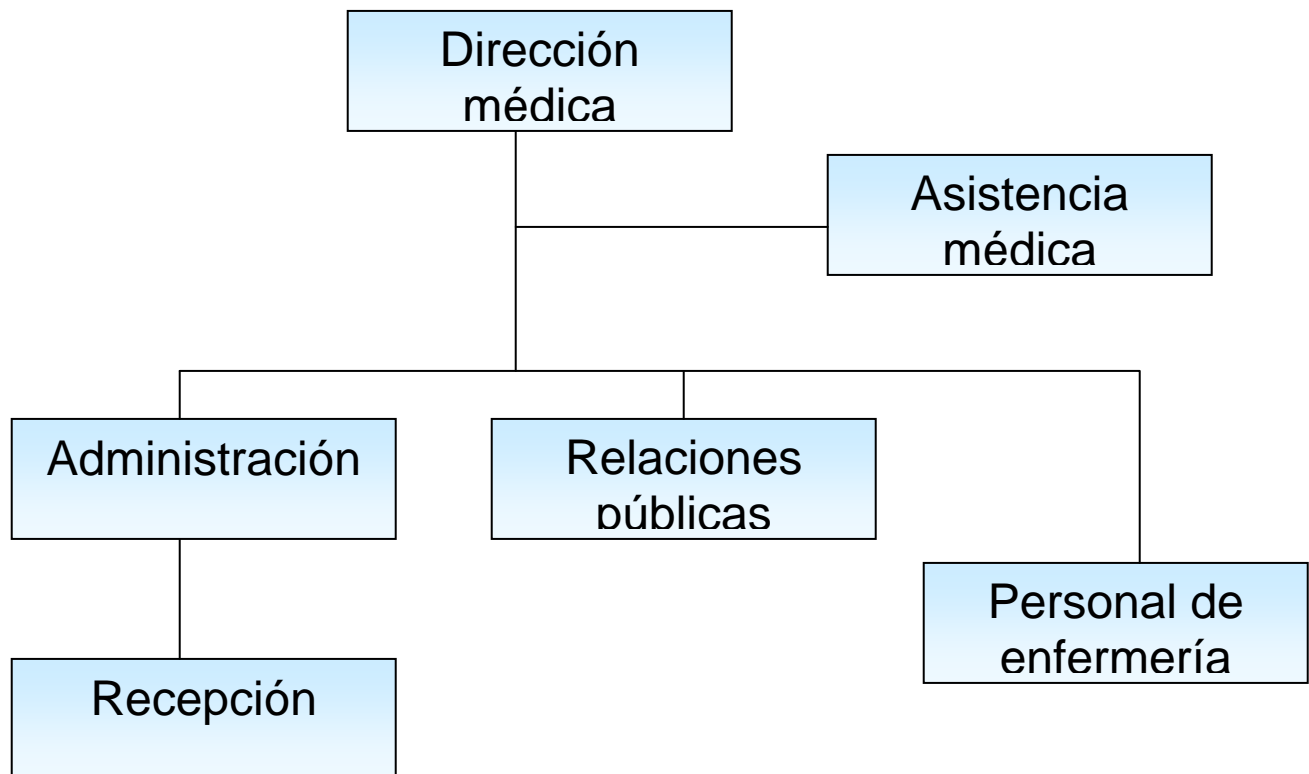 Dirección
médica
Asistencia
médica
Administración
Relaciones
públicas
Personal de
enfermería
Recepción